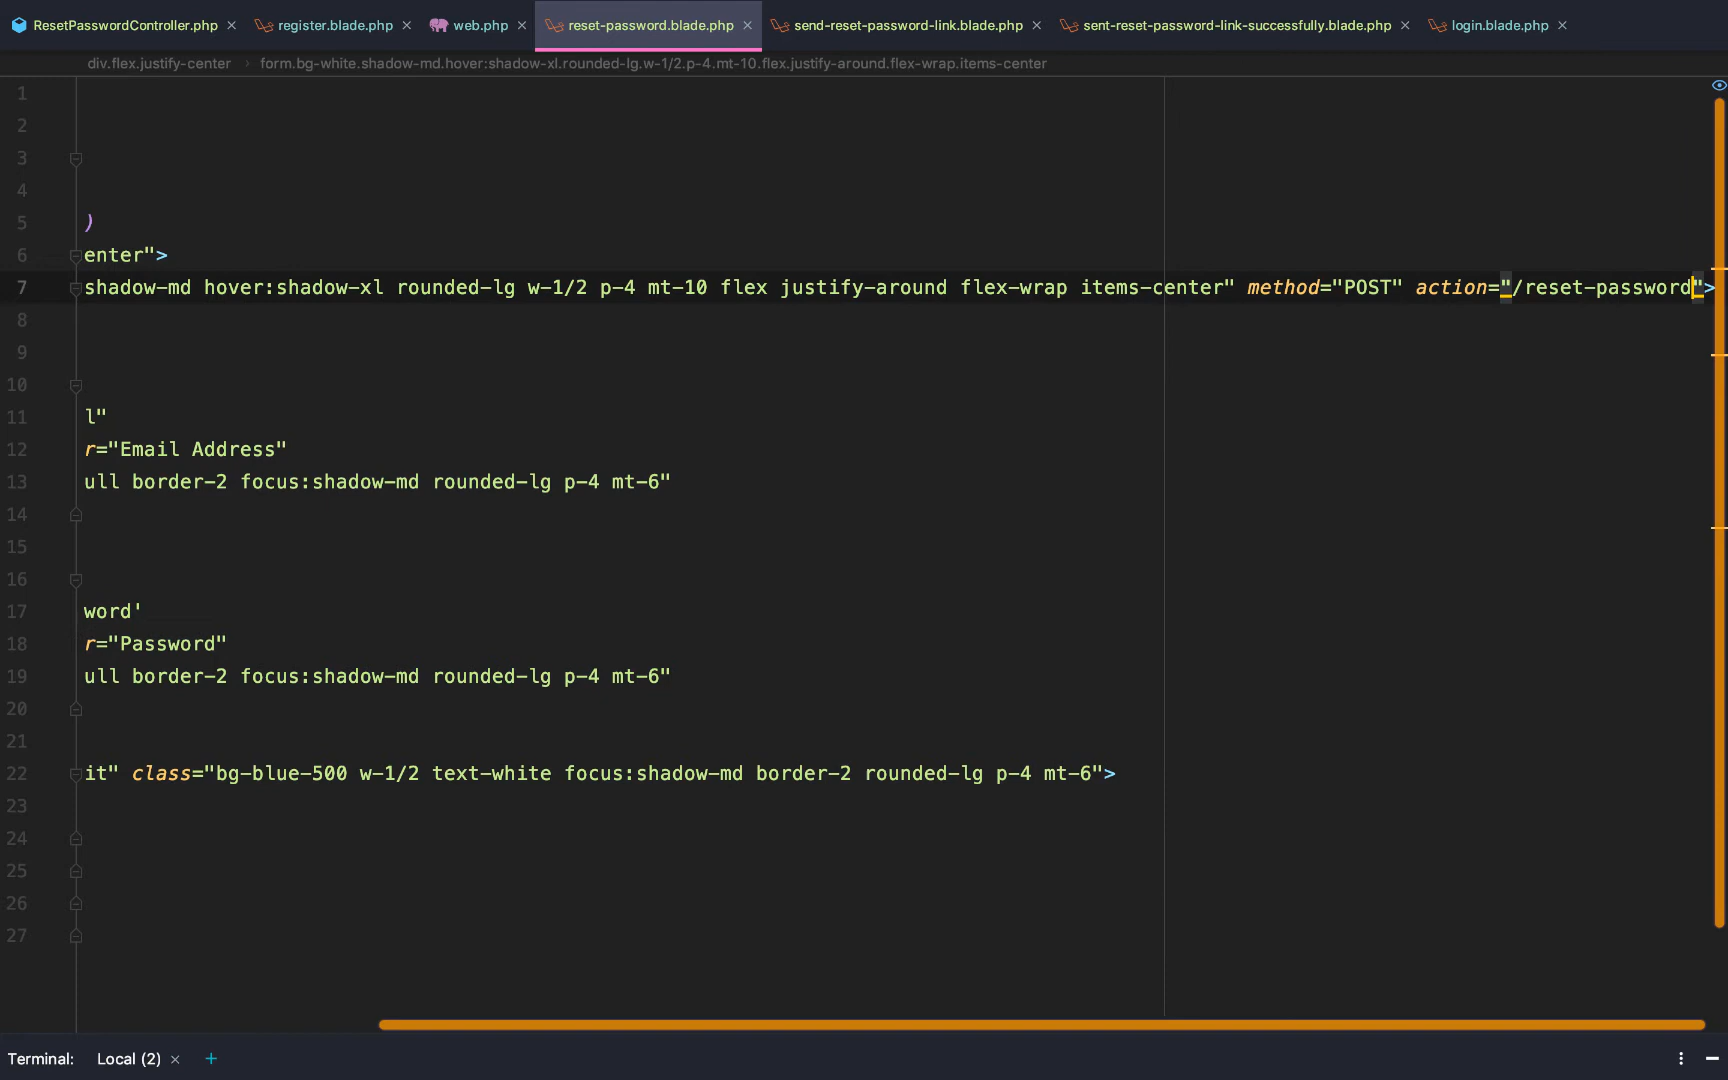 ResetPasswordController.php × register.blade.php × web.php × reset-password.blade.php × send-reset-password-link.blade.php × sent-reset-password-link-successfully.blade.php × login.blade.php ×
div.flex.justify-center › form.bg-white.shadow-md.hover:shadow-xl.rounded-lg.w-1/2.p-4.mt-10.flex.justify-around.flex-wrap.items-center
1
2
3
4
5 )
6 enter">
7 shadow-md hover:shadow-xl rounded-lg w-1/2 p-4 mt-10 flex justify-around flex-wrap items-center" method="POST" action="/reset-password">
8
9
10
11 l"
12 r="Email Address"
13 ull border-2 focus:shadow-md rounded-lg p-4 mt-6"
14
15
16
17 word'
18 r="Password"
19 ull border-2 focus:shadow-md rounded-lg p-4 mt-6"
20
21
22 it" class="bg-blue-500 w-1/2 text-white focus:shadow-md border-2 rounded-lg p-4 mt-6">
23
24
25
26
27
Terminal: Local (2) × +